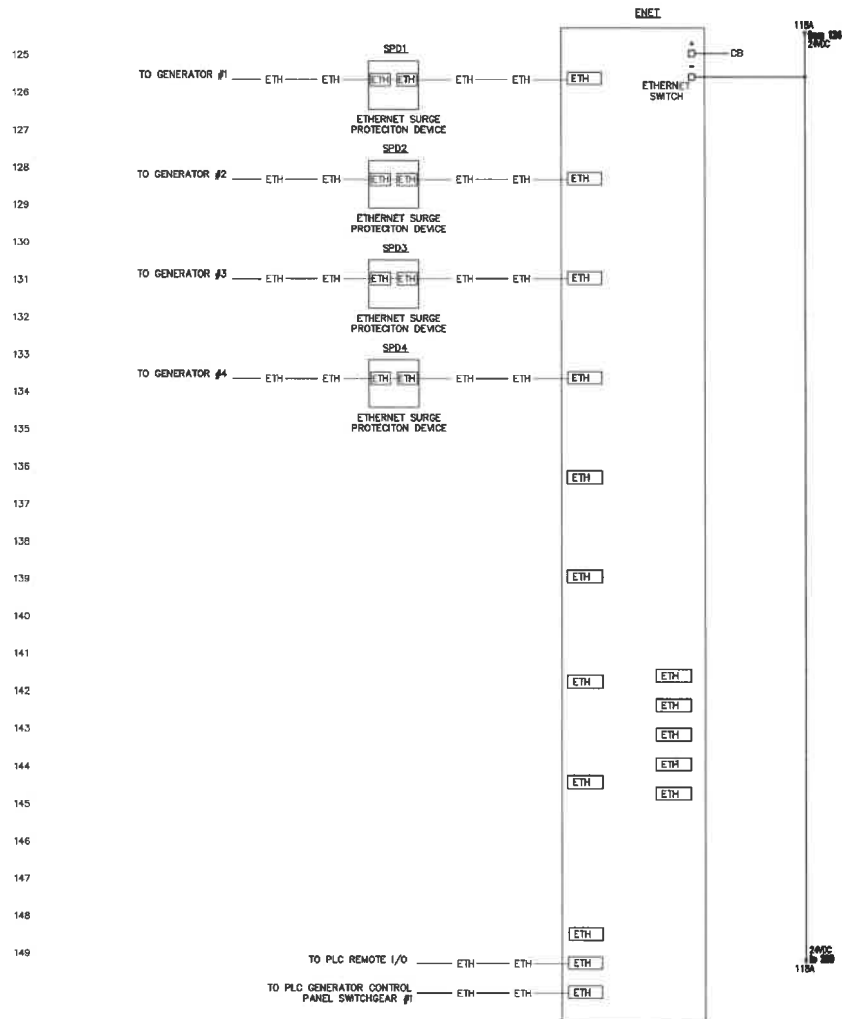 ENET
118A
24VDC
125
SPD1
+
CB
TO GENERATOR #1 ETH ETH ETH ETH ETH ETH ETH
-
126
ETHERNET
SWITCH
ETHERNET SURGE
PROTECITON DEVICE
127
SPD2
128
TO GENERATOR #2 ETH ETH ETH ETH ETH ETH ETH
129
ETHERNET SURGE
PROTECITON DEVICE
130
SPD3
131
TO GENERATOR #3 ETH ETH ETH ETH ETH ETH ETH
132
ETHERNET SURGE
PROTECITON DEVICE
133
SPD4
TO GENERATOR #4 ETH ETH ETH ETH ETH ETH ETH
134
ETHERNET SURGE
PROTECITON DEVICE
135
136
ETH
137
138
139
ETH
140
141
ETH
ETH
142
ETH
143
ETH
144
ETH
ETH
145
ETH
146
147
148
ETH
149
24VDC
TO PLC REMOTE I/O ETH ETH ETH
118A
TO PLC GENERATOR CONTROL
PANEL SWITCHGEAR #1 ETH ETH ETH